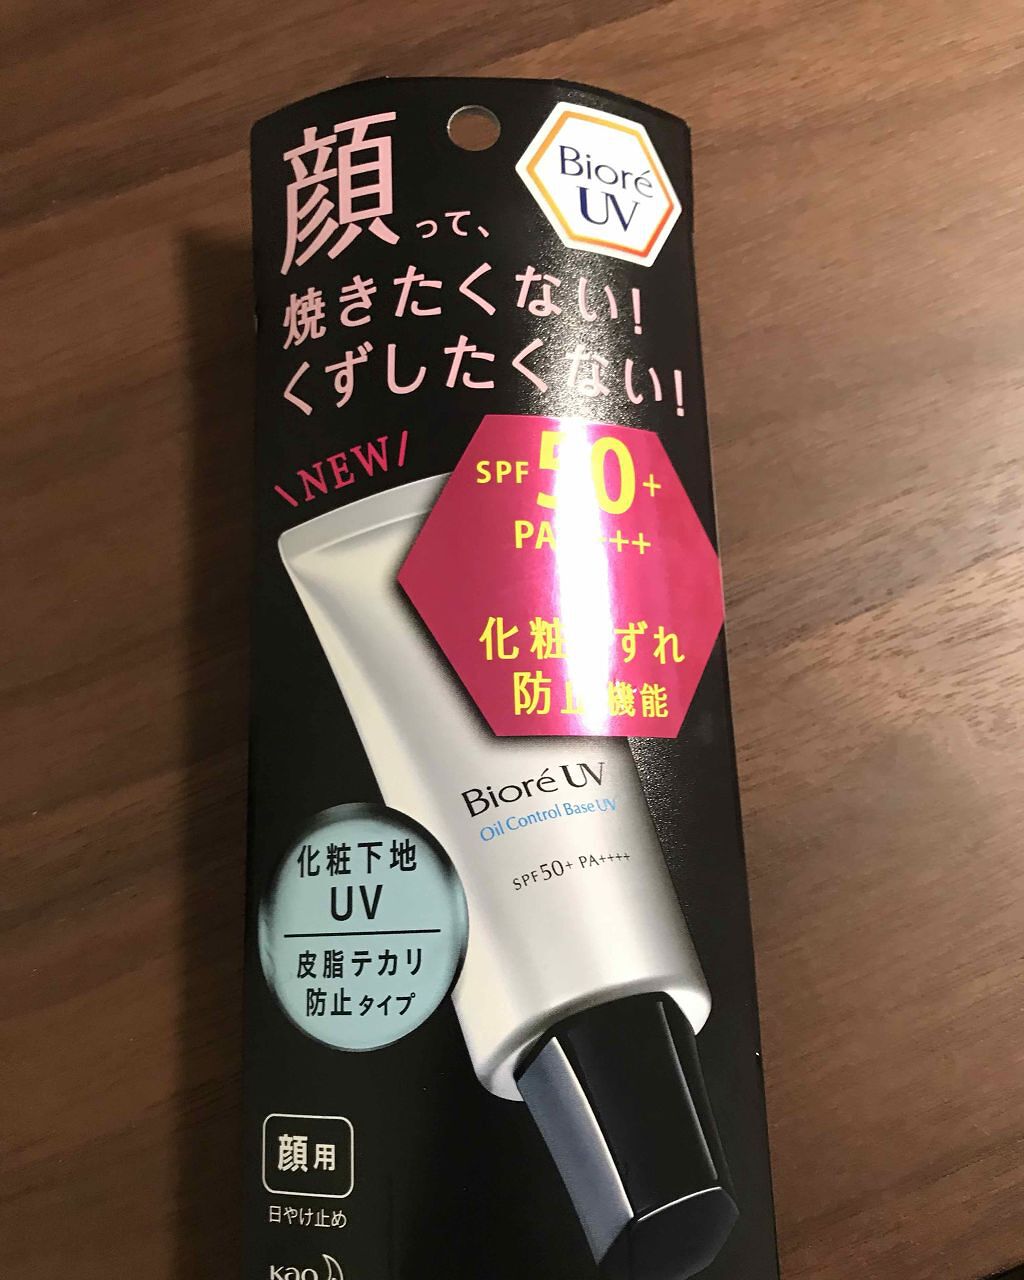 顔って、
焼きたくない!
くずしたくない!
Bioré
UV
\NEW/
SPF50+
PA++++
化粧くずれ
防止機能
Bioré UV
Oil Control Base UV
SPF50+ PA++++
化粧下地
UV
皮脂テカリ
防止タイプ
顔用
日やけ止め
Kao